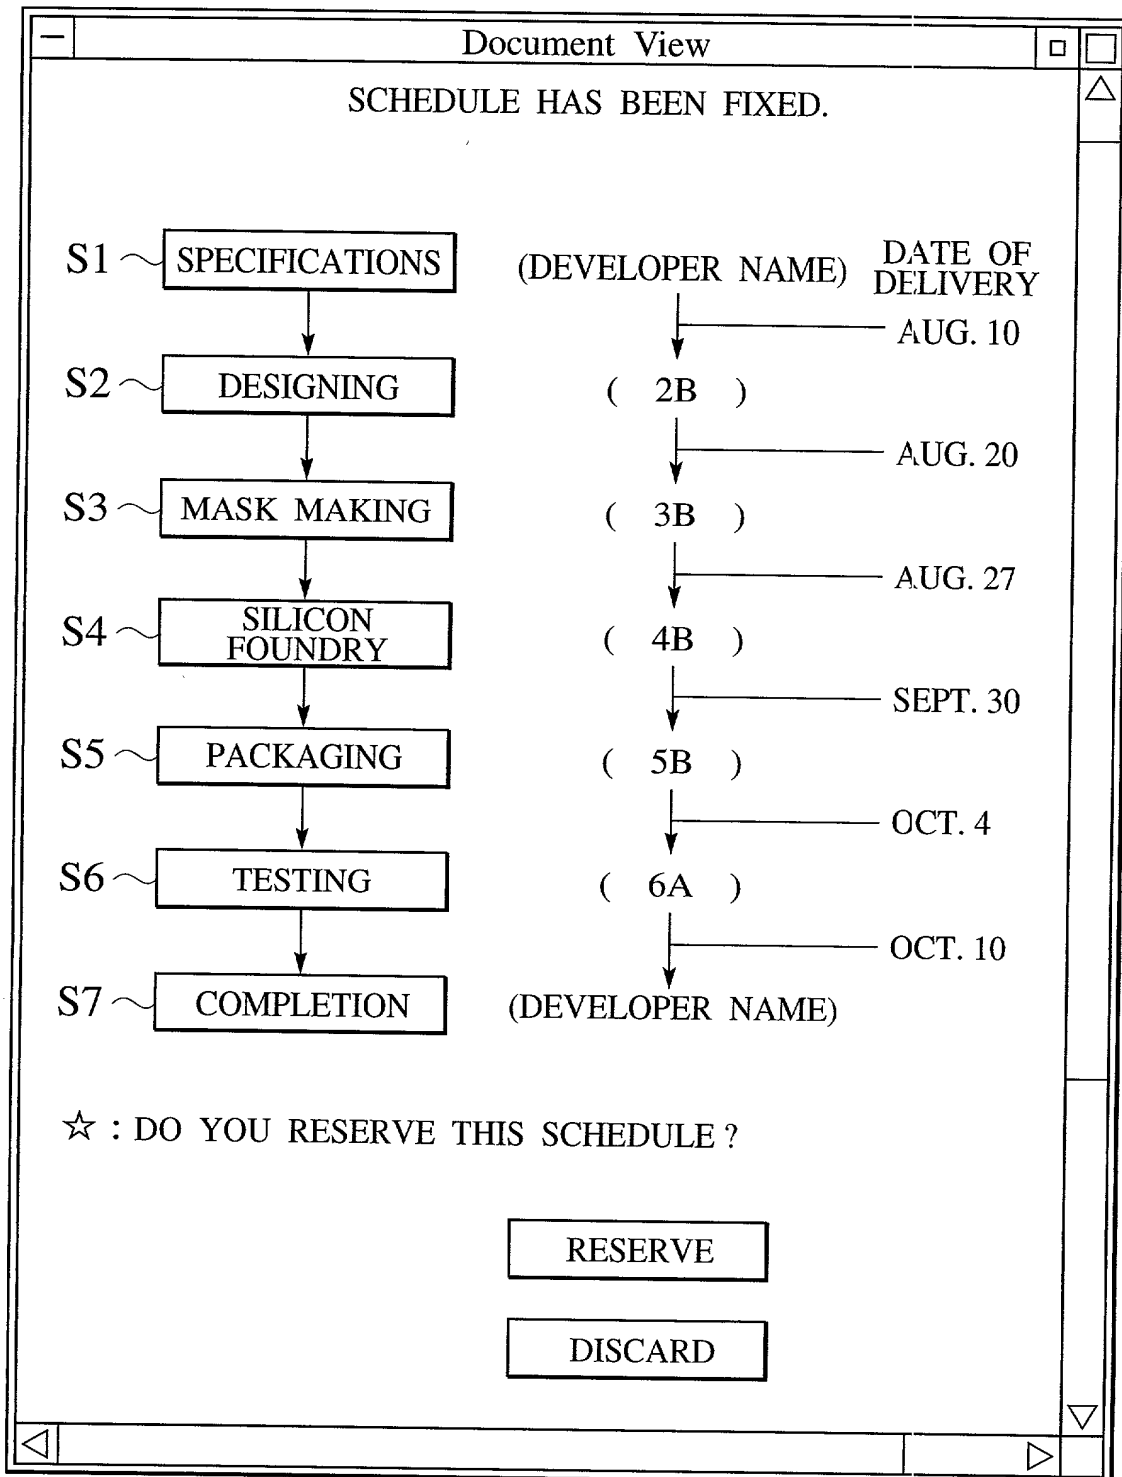 Document View
SCHEDULE HAS BEEN FIXED.
S1 SPECIFICATIONS (DEVELOPER NAME) DATE OF
DELIVERY
AUG. 10
S2 DESIGNING ( 2B )
AUG. 20
S3 MASK MAKING ( 3B )
AUG. 27
S4 SILICON
FOUNDRY ( 4B )
SEPT. 30
S5 PACKAGING ( 5B )
OCT. 4
S6 TESTING ( 6A )
OCT. 10
S7 COMPLETION (DEVELOPER NAME)
☆ : DO YOU RESERVE THIS SCHEDULE ?
RESERVE
DISCARD